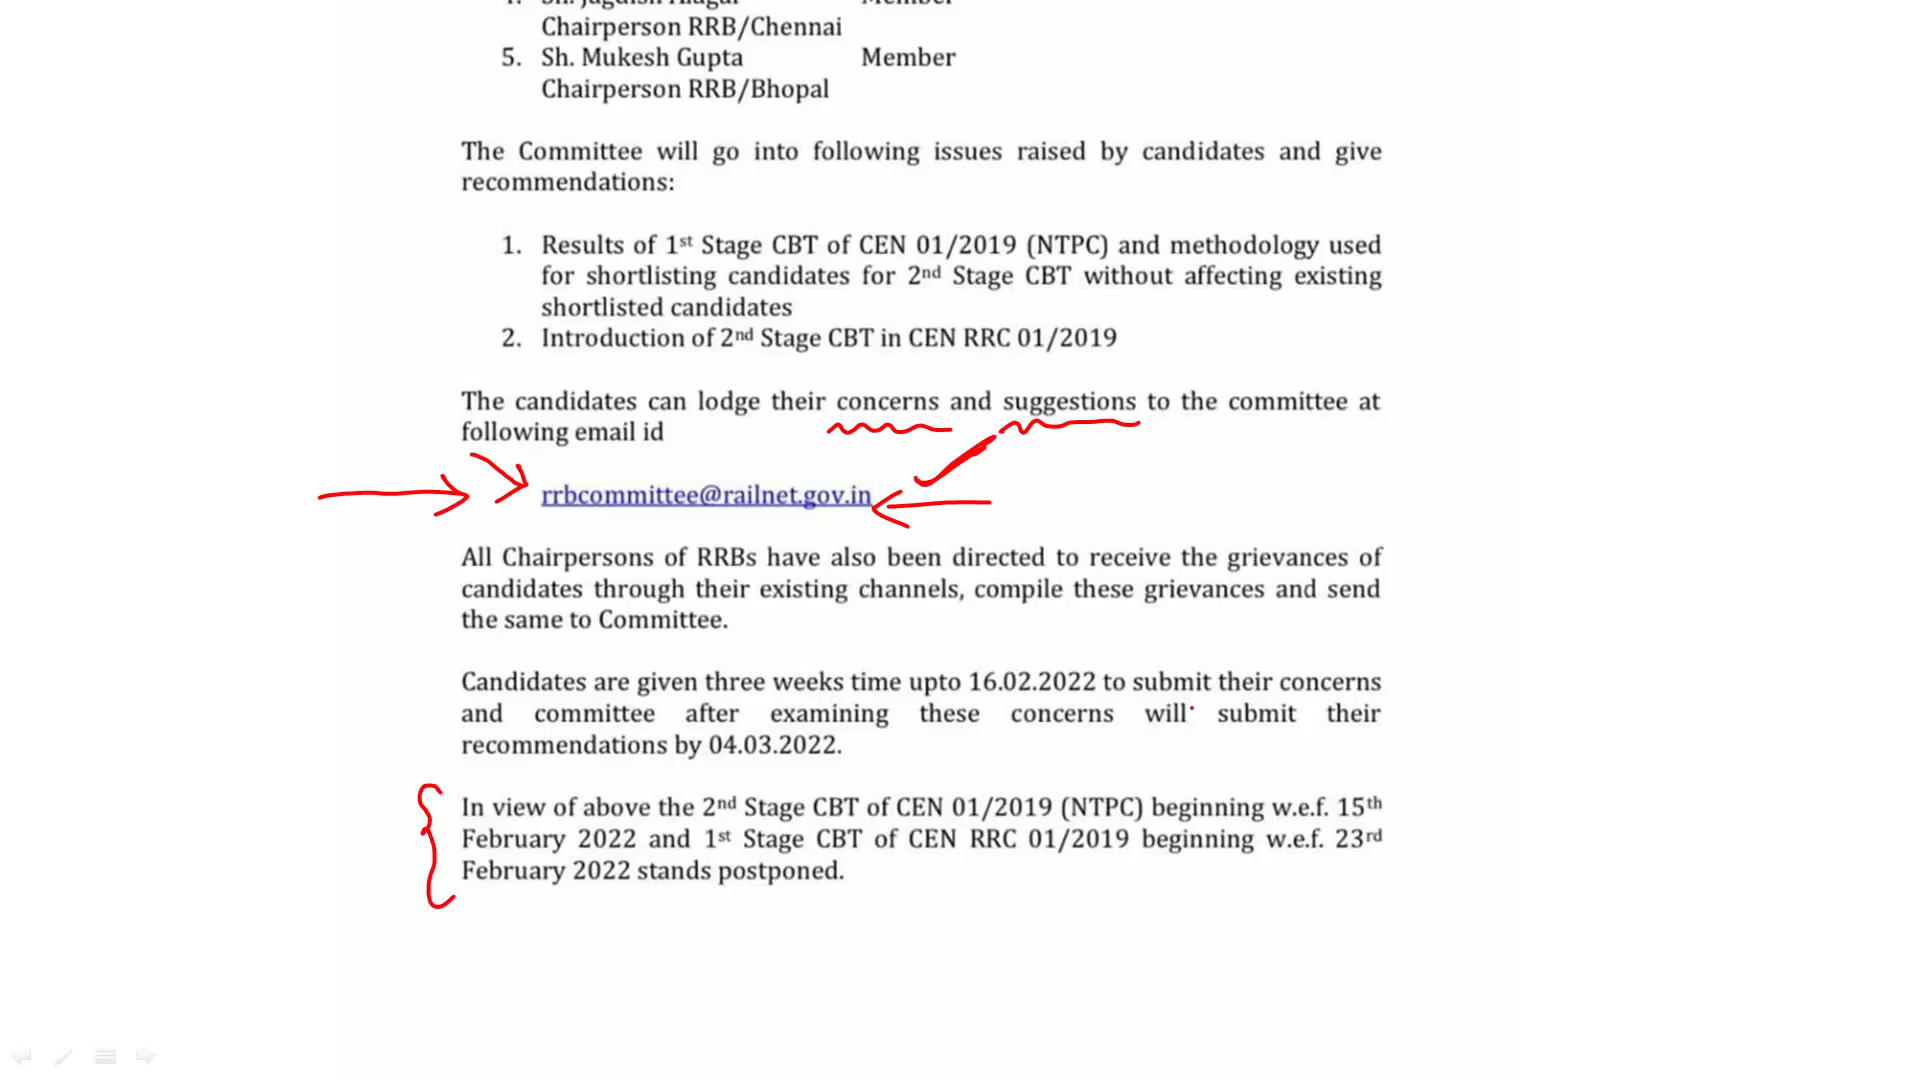 Chairperson RRB/Chennai
5. Sh. Mukesh Gupta Member
Chairperson RRB/Bhopal
The Committee will go into following issues raised by candidates and give
recommendations:
1. Results of 1st Stage CBT of CEN 01/2019 (NTPC) and methodology used
for shortlisting candidates for 2nd Stage CBT without affecting existing
shortlisted candidates
2. Introduction of 2nd Stage CBT in CEN RRC 01/2019
The candidates can lodge their concerns and suggestions to the committee at
following email id
rrbcommittee@railnet.gov.in
All Chairpersons of RRBs have also been directed to receive the grievances of
candidates through their existing channels, compile these grievances and send
the same to Committee.
Candidates are given three weeks time upto 16.02.2022 to submit their concerns
and committee after examining these concerns will submit their
recommendations by 04.03.2022.
In view of above the 2nd Stage CBT of CEN 01/2019 (NTPC) beginning w.e.f. 15th
February 2022 and 1st Stage CBT of CEN RRC 01/2019 beginning w.e.f. 23rd
February 2022 stands postponed.